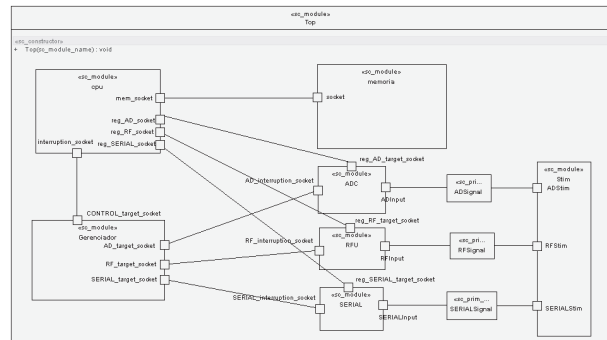 «sc_module»
Top
«sc_constructor»
+ Top(sc_module_name) : void
«sc_module»
cpu
mem_socket
reg_AD_socket
reg_RF_socket
reg_SERIAL_socket
interruption_socket
«sc_module»
memoria
socket
reg_AD_target_socket
«sc_module»
ADC
AD_interruption_socket
ADInput
«sc_pri...
ADSignal
«sc_module»
Stim
ADStim
CONTROL_target_socket
«sc_module»
Gerenciador
AD_target_socket
RF_target_socket
SERIAL_target_socket
reg_RF_target_socket
«sc_module»
RFU
RF_interruption_socket
RFInput
«sc_pri...
RFSignal
RFStim
reg_SERIAL_target_socket
SERIAL_interruption_socket
«sc_module»
SERIAL
SERIALInput
«sc_prim_...
SERIALSignal
SERIALStim